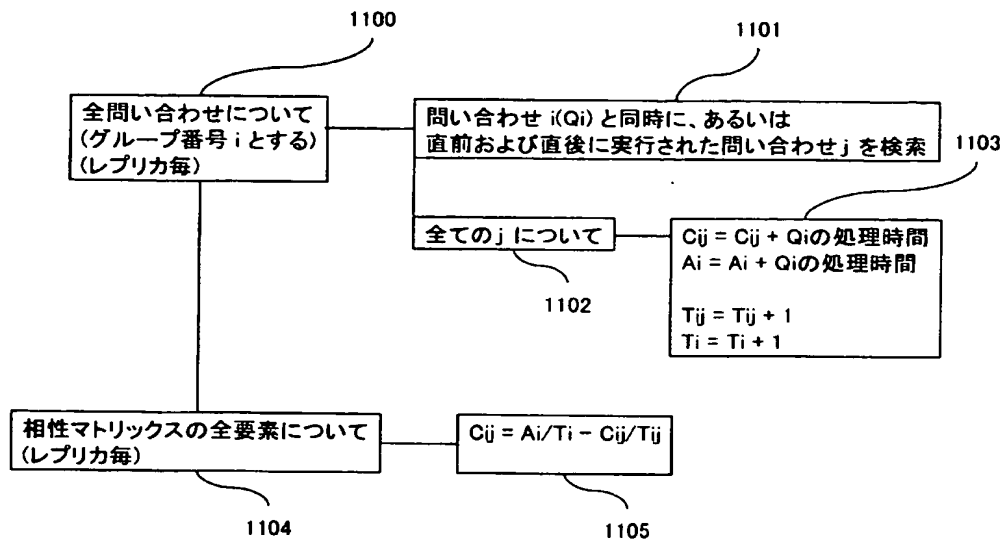 1100
1101
全問い合わせについて
(グループ番号 i とする)
(レプリカ毎)
問い合わせ i(Qi) と同時に、あるいは
直前および直後に実行された問い合わせ j を検索
1103
全ての j について
1102
Cij = Cij + Qiの処理時間
Ai = Ai + Qiの処理時間
Tij = Tij + 1
Ti = Ti + 1
相性マトリックスの全要素について
(レプリカ毎)
Cij = Ai/Ti − Cij/Tij
1104
1105